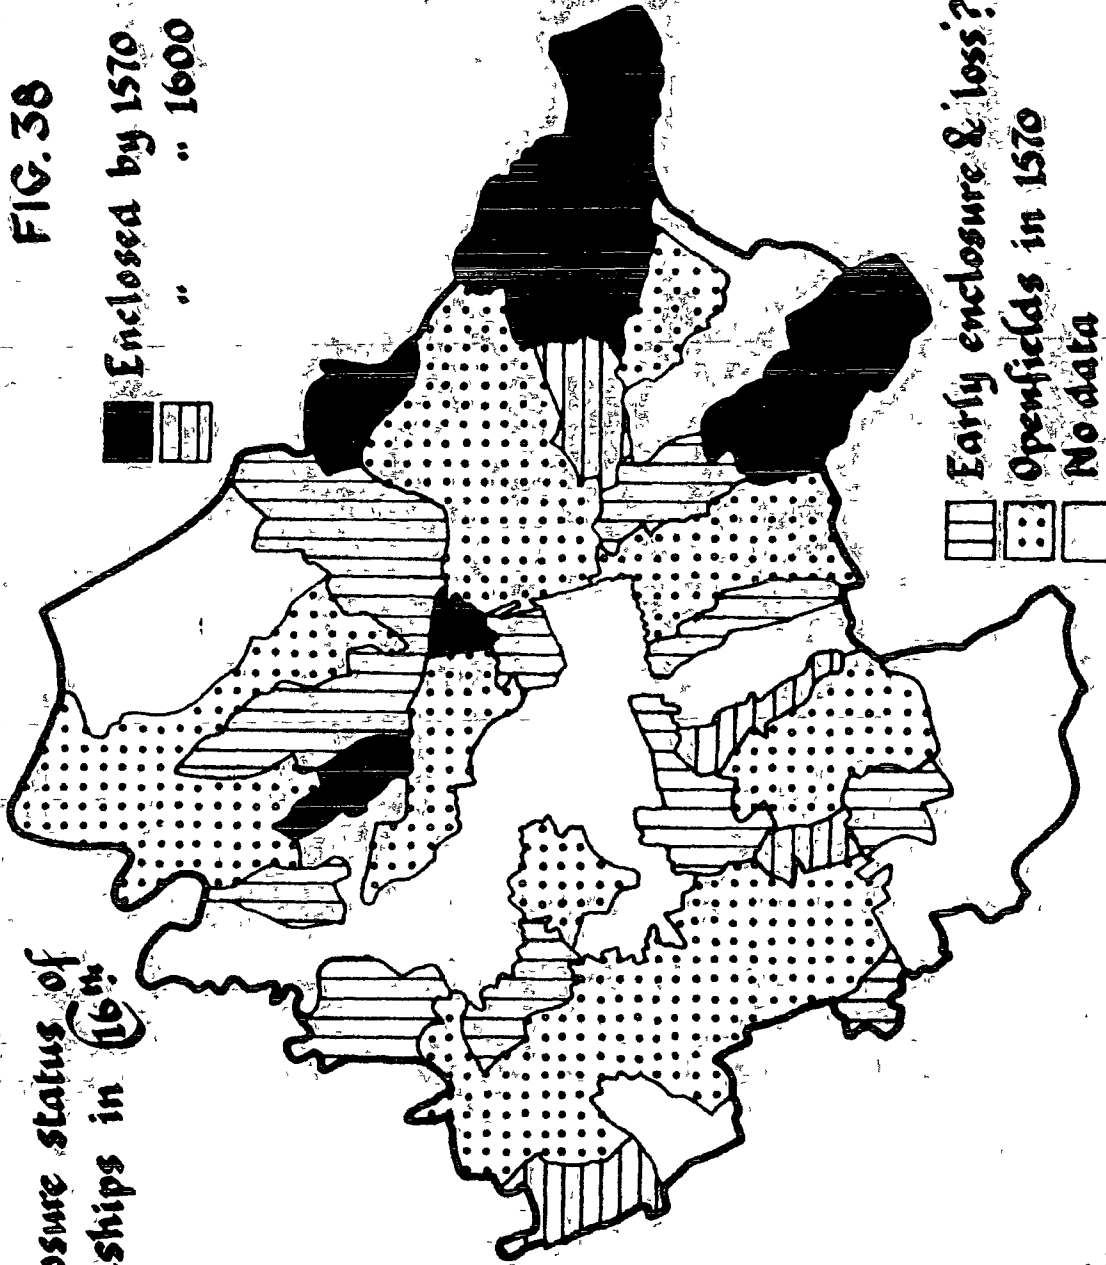 FIG. 38
osure status of
ships in 16th
Enclosed by 1570
" " 1600
Early enclosure & 'loss'?
Openfields in 1570
No data